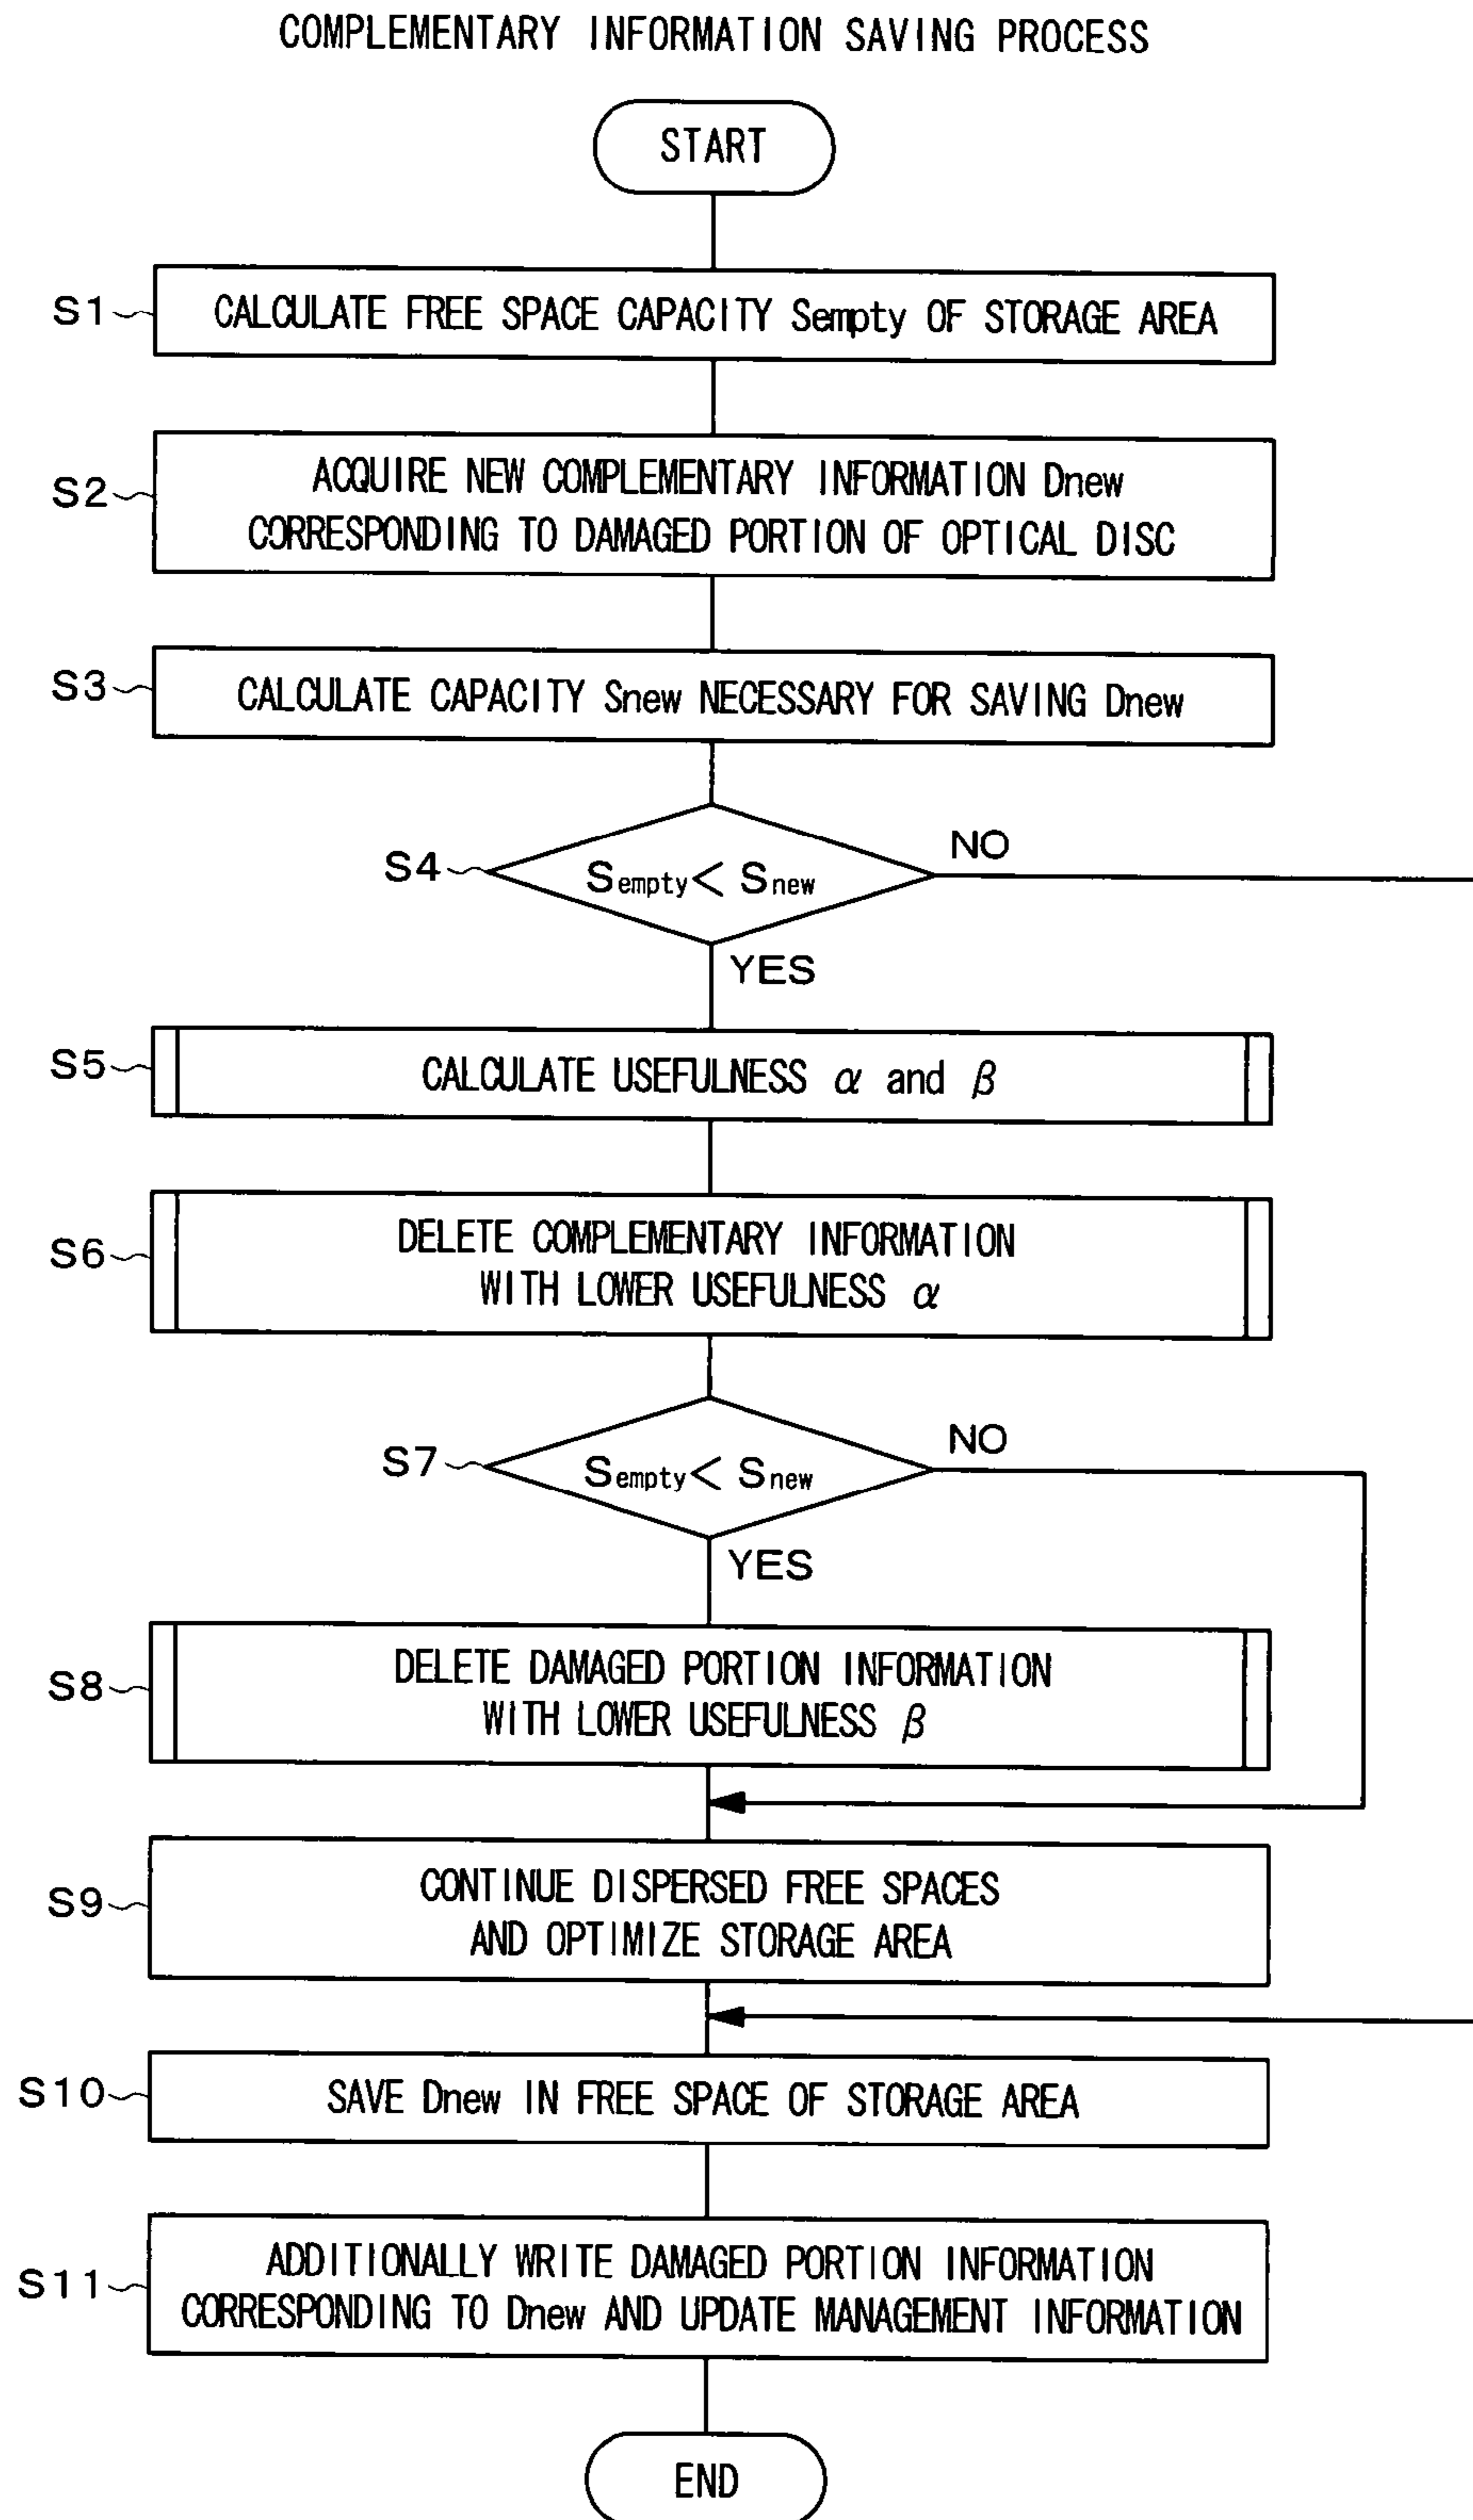 COMPLEMENTARY INFORMATION SAVING PROCESS
START
S1
CALCULATE FREE SPACE CAPACITY Sempty OF STORAGE AREA
S2
ACQUIRE NEW COMPLEMENTARY INFORMATION Dnew
CORRESPONDING TO DAMAGED PORTION OF OPTICAL DISC
S3
CALCULATE CAPACITY Snew NECESSARY FOR SAVING Dnew
S4
Sempty < Snew
NO
YES
S5
CALCULATE USEFULNESS α and β
S6
DELETE COMPLEMENTARY INFORMATION
WITH LOWER USEFULNESS α
S7
Sempty < Snew
NO
YES
S8
DELETE DAMAGED PORTION INFORMATION
WITH LOWER USEFULNESS β
S9
CONTINUE DISPERSED FREE SPACES
AND OPTIMIZE STORAGE AREA
S10
SAVE Dnew IN FREE SPACE OF STORAGE AREA
S11
ADDITIONALLY WRITE DAMAGED PORTION INFORMATION
CORRESPONDING TO Dnew AND UPDATE MANAGEMENT INFORMATION
END